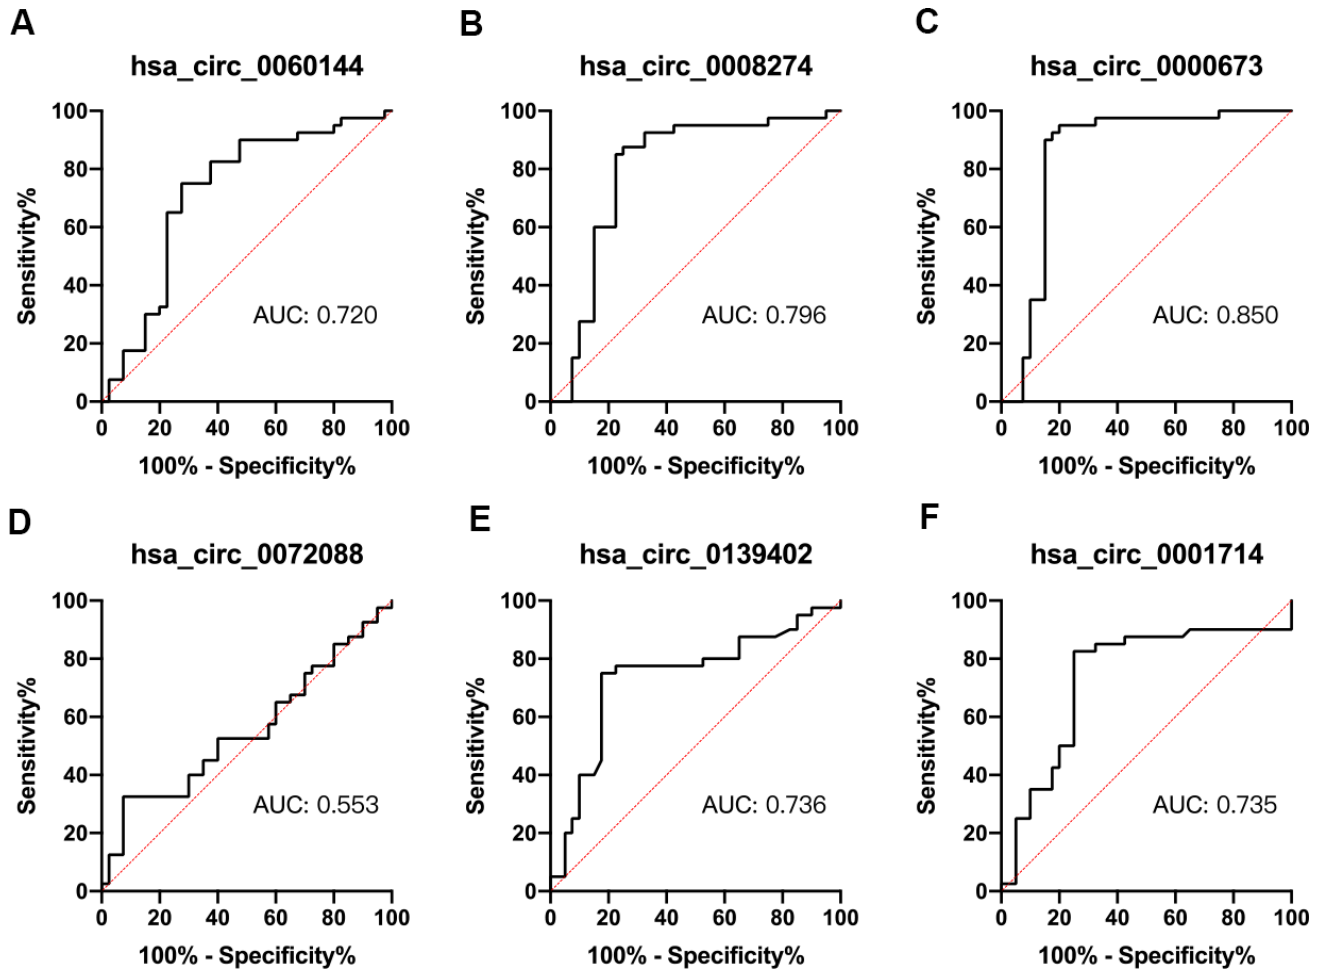 A
hsa_circ_0060144
100
80
60
40
20
0
Sensitivity%
AUC: 0.720
0 20 40 60 80 100
100% - Specificity%
B
hsa_circ_0008274
100
80
60
40
20
0
Sensitivity%
AUC: 0.796
0 20 40 60 80 100
100% - Specificity%
C
hsa_circ_0000673
100
80
60
40
20
0
Sensitivity%
AUC: 0.850
0 20 40 60 80 100
100% - Specificity%
D
hsa_circ_0072088
100
80
60
40
20
0
Sensitivity%
AUC: 0.553
0 20 40 60 80 100
100% - Specificity%
E
hsa_circ_0139402
100
80
60
40
20
0
Sensitivity%
AUC: 0.736
0 20 40 60 80 100
100% - Specificity%
F
hsa_circ_0001714
100
80
60
40
20
0
Sensitivity%
AUC: 0.735
0 20 40 60 80 100
100% - Specificity%